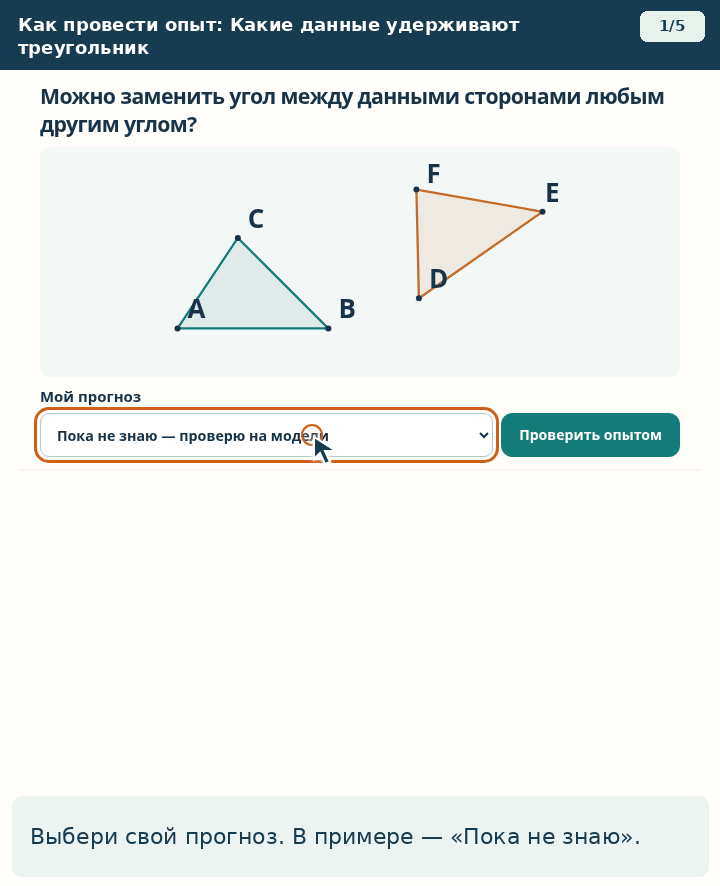 Как провести опыт: Какие данные удерживают
треугольник
1/5
Можно заменить угол между данными сторонами любым
другим углом?
F
E
C
D
A
B
Мой прогноз
Пока не знаю — проверю на модели
Проверить опытом
Выбери свой прогноз. В примере — «Пока не знаю».